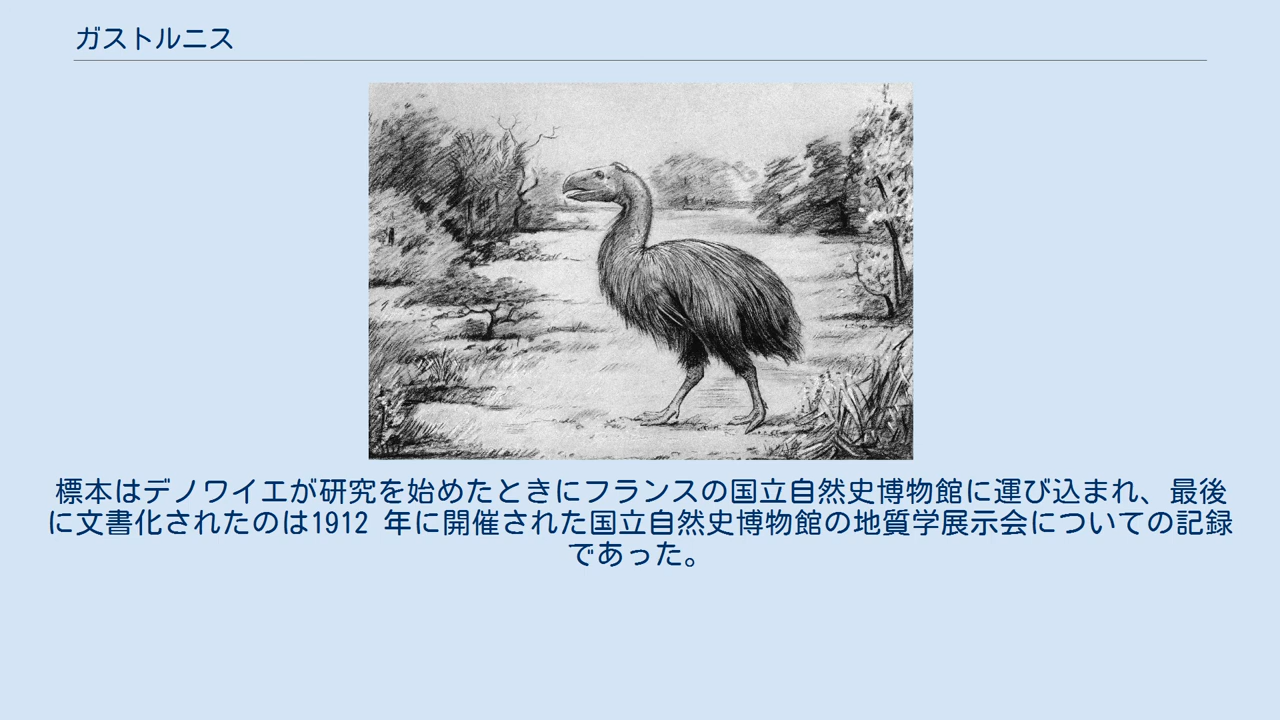 ガストルニス
標本はデノワイエが研究を始めたときにフランスの国立自然史博物館に運び込まれ、最後
に文書化されたのは1912 年に開催された国立自然史博物館の地質学展示会についての記録
であった。